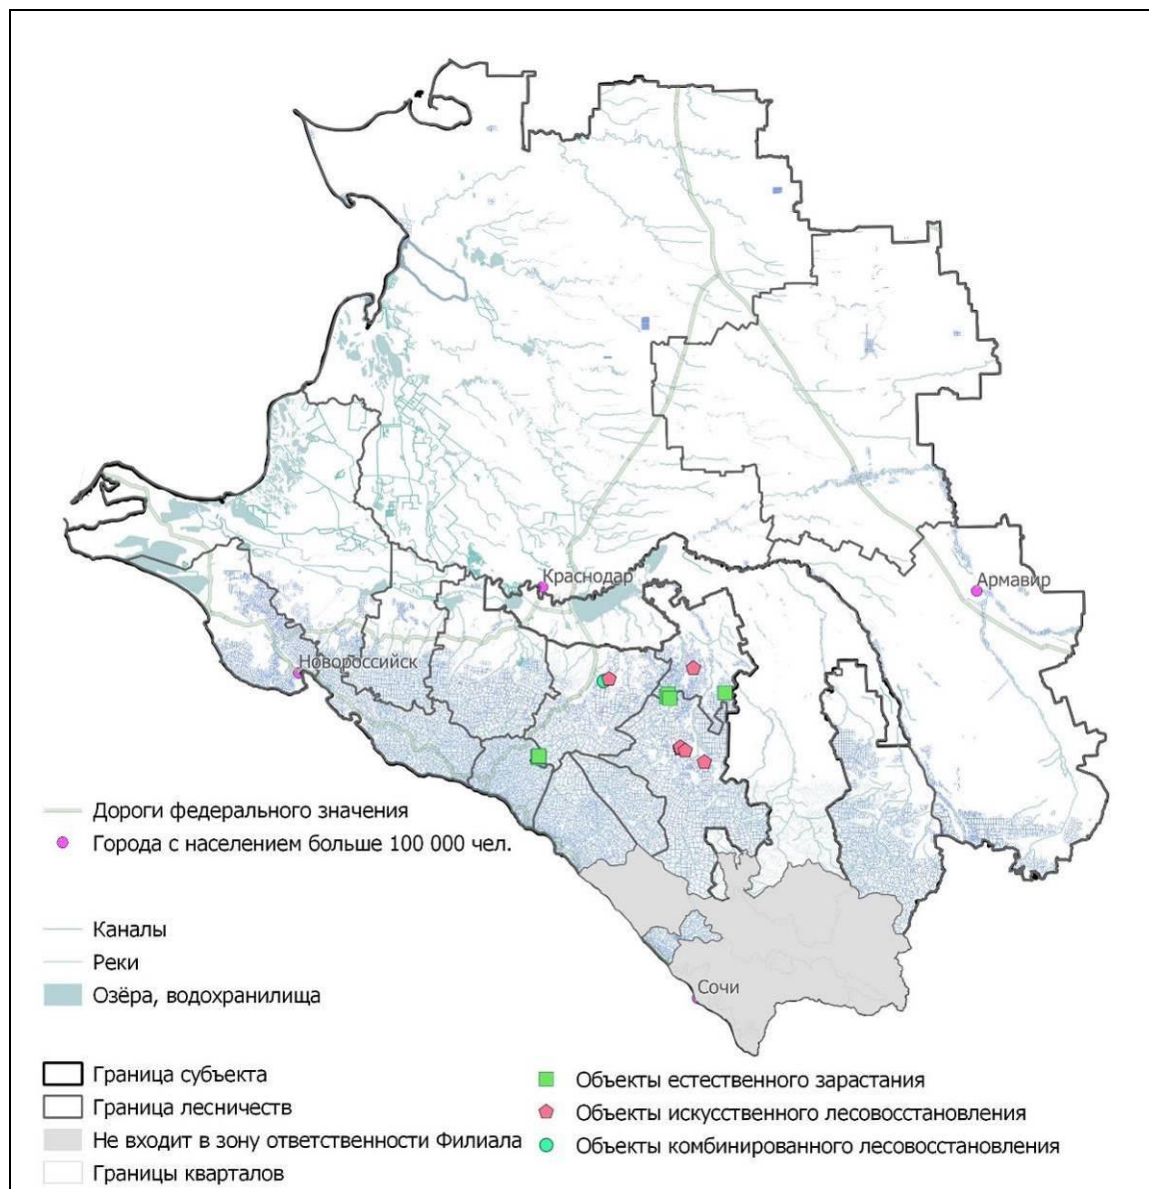 Краснодар
Армавир
Новороссийск
Дороги федерального значения
Города с населением больше 100 000 чел.
Каналы
Реки
Озёра, водохранилища
Сочи
Граница субъекта
Граница лесничеств
Не входит в зону ответственности Филиала
Границы кварталов
Объекты естественного зарастания
Объекты искусственного лесовосстановления
Объекты комбинированного лесовосстановления